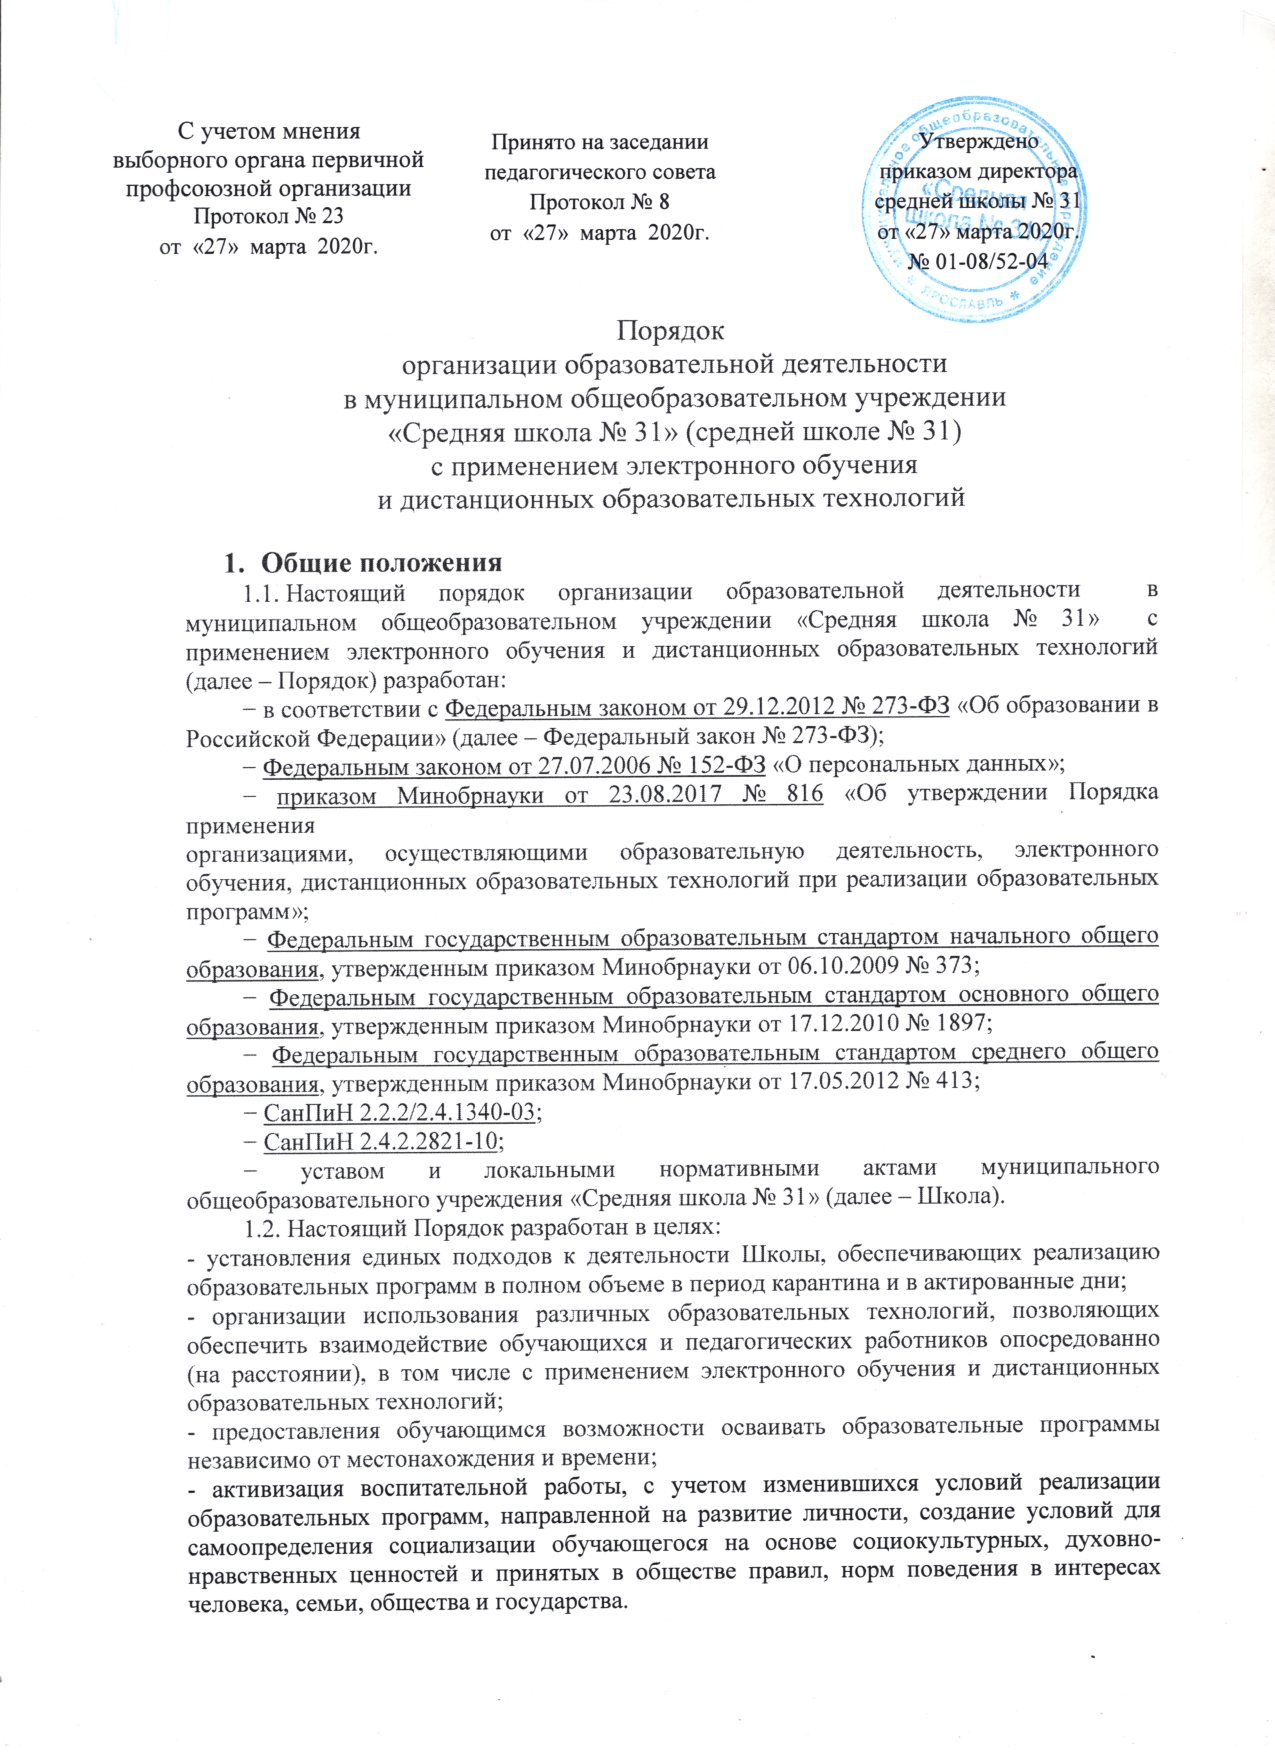 С учетом мнения
выборного органа первичной
профсоюзной организации
Протокол № 23
от «27» марта 2020г.
Принято на заседании
педагогического совета
Протокол № 8
от «27» марта 2020г.
Утверждено
приказом директора
средней школы № 31
от «27» марта 2020г.
№ 01-08/52-04
общеобразовательное учреждение
* ЯРОСЛАВЛЬ *
«Средняя
школа № 31»
Порядок
организации образовательной деятельности
в муниципальном общеобразовательном учреждении
«Средняя школа № 31» (средней школе № 31)
с применением электронного обучения
и дистанционных образовательных технологий
1. Общие положения
1.1. Настоящий порядок организации образовательной деятельности в
муниципальном общеобразовательном учреждении «Средняя школа № 31» с
применением электронного обучения и дистанционных образовательных технологий
(далее – Порядок) разработан:
− в соответствии с Федеральным законом от 29.12.2012 № 273-ФЗ «Об образовании в
Российской Федерации» (далее – Федеральный закон № 273-ФЗ);
− Федеральным законом от 27.07.2006 № 152-ФЗ «О персональных данных»;
− приказом Минобрнауки от 23.08.2017 № 816 «Об утверждении Порядка
применения
организациями, осуществляющими образовательную деятельность, электронного
обучения, дистанционных образовательных технологий при реализации образовательных
программ»;
− Федеральным государственным образовательным стандартом начального общего
образования, утвержденным приказом Минобрнауки от 06.10.2009 № 373;
− Федеральным государственным образовательным стандартом основного общего
образования, утвержденным приказом Минобрнауки от 17.12.2010 № 1897;
− Федеральным государственным образовательным стандартом среднего общего
образования, утвержденным приказом Минобрнауки от 17.05.2012 № 413;
− СанПиН 2.2.2/2.4.1340-03;
− СанПиН 2.4.2.2821-10;
− уставом и локальными нормативными актами муниципального
общеобразовательного учреждения «Средняя школа № 31» (далее – Школа).
1.2. Настоящий Порядок разработан в целях:
- установления единых подходов к деятельности Школы, обеспечивающих реализацию
образовательных программ в полном объеме в период карантина и в актированные дни;
- организации использования различных образовательных технологий, позволяющих
обеспечить взаимодействие обучающихся и педагогических работников опосредованно
(на расстоянии), в том числе с применением электронного обучения и дистанционных
образовательных технологий;
- предоставления обучающимся возможности осваивать образовательные программы
независимо от местонахождения и времени;
- активизация воспитательной работы, с учетом изменившихся условий реализации
образовательных программ, направленной на развитие личности, создание условий для
самоопределения социализации обучающегося на основе социокультурных, духовно-
нравственных ценностей и принятых в обществе правил, норм поведения в интересах
человека, семьи, общества и государства.